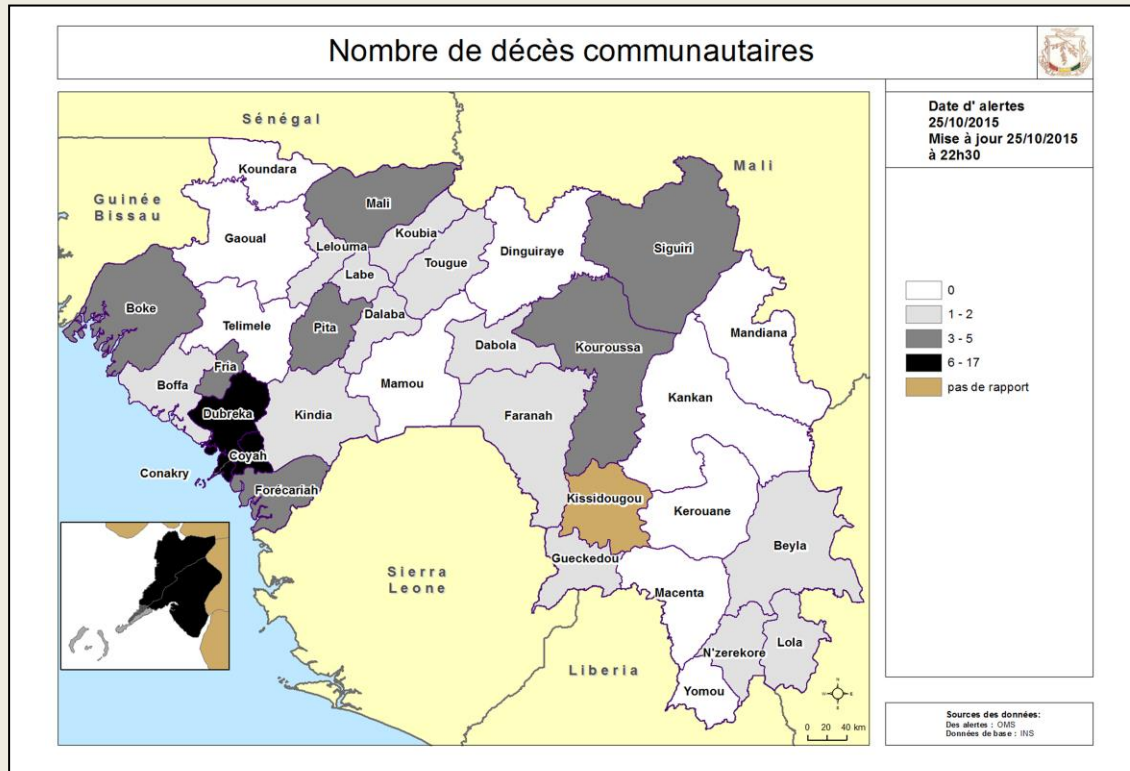 Nombre de décès communautaires
Date d' alertes
25/10/2015
Mise à jour 25/10/2015
à 22h30
Sénégal
Mali
Guinée
Bissau
Koundara
Mali
Gaoual
Koubia
Lelouma
Labe
Tougue
Dinguiraye
Siguiri
Boke
Telimele
Pita
Dalaba
Dabola
Kouroussa
Mandiana
Fria
Boffa
Dubreka
Kindia
Mamou
Faranah
Kankan
Coyah
Conakry
Forécariah
Kissidougou
Kerouane
Beyla
Gueckedou
Sierra
Leone
Macenta
N'zerekore
Lola
Liberia
Yomou
0 20 40 km
0
1 - 2
3 - 5
6 - 17
pas de rapport
Sources des données:
Des alertes : OMS
Données de base : INS